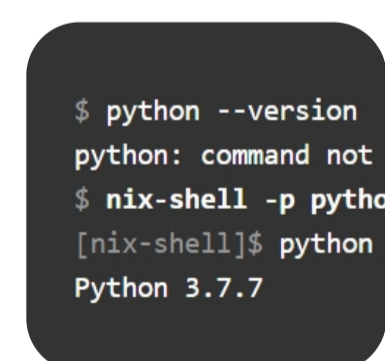 $ python --version
python: command not
$ nix-shell -p pytho
[nix-shell]$ python
Python 3.7.7